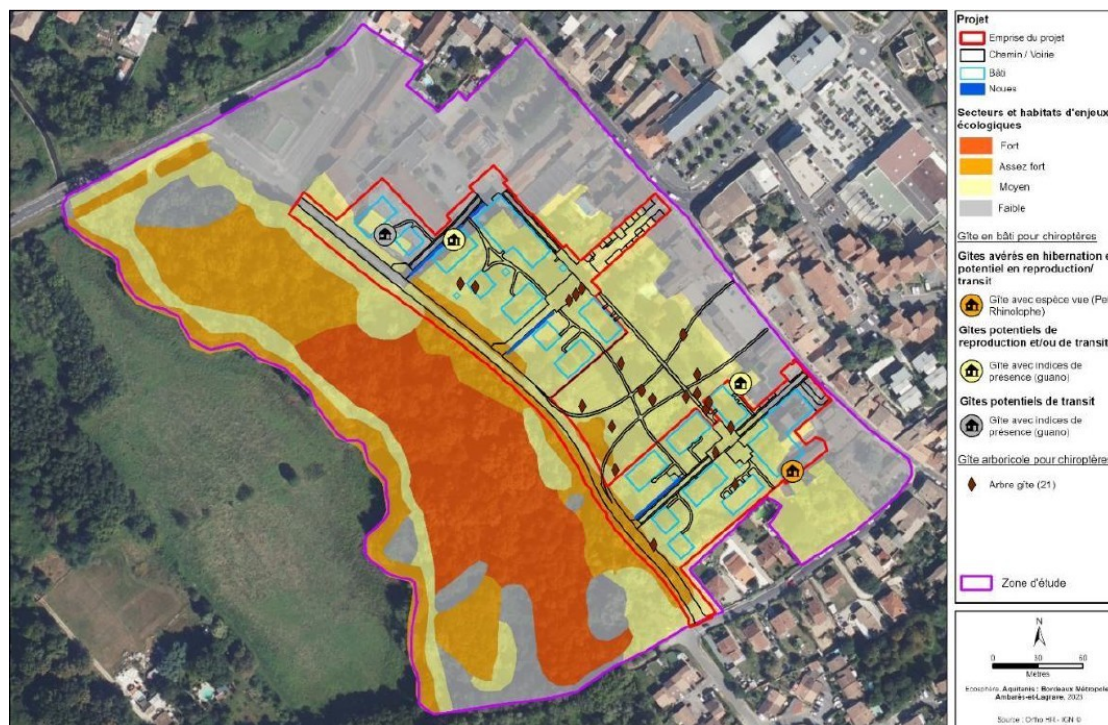 Projet
Emprise du projet
Chemin / Voirie
Bâti
Noues
Secteurs et habitats d'enjeux
écologiques
Fort
Assez fort
Moyen
Faible
Gîte en bâti pour chiroptères
Gîtes avérés en hibernation e
potentiel en reproduction/
transit
Gîte avec espèce vue (Pe
Rhinolophe)
Gîtes potentiels de
reproduction et/ou de transit
Gîte avec indices de
présence (guano)
Gîtes potentiels de transit
Gîte avec indices de
présence (guano)
Gîte arboricole pour chiroptères
Arbre gîte (21)
Zone d'étude
N
0 30 60
Mètres
Ecosphère, Aquitanis ; Bordeaux Métropole
Ambarès-et-Lagrave, 2023
Source : Ortho HR - IGN ©